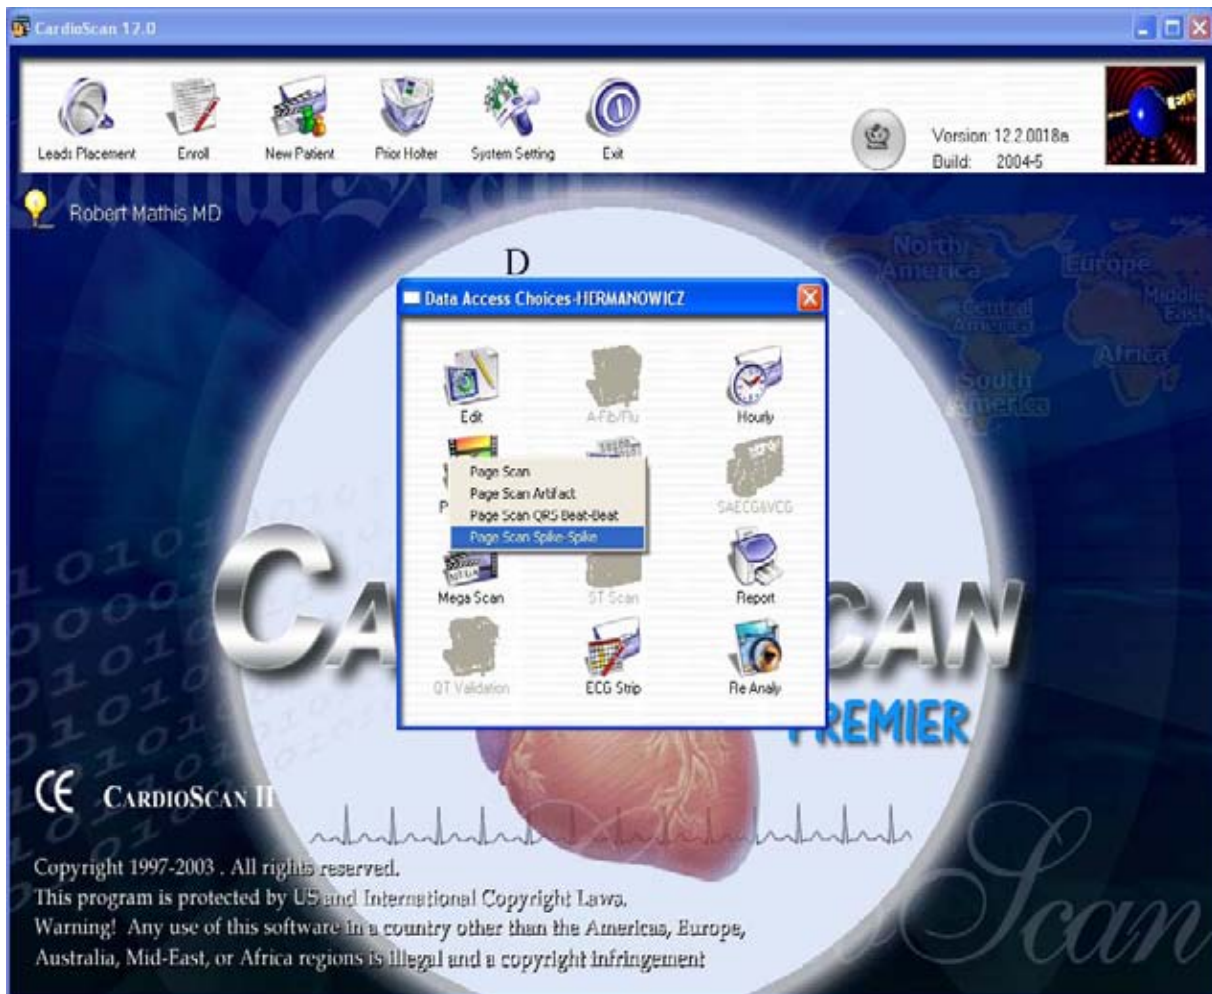 CardioScan 12.0
Leads Placement
Enroll
New Patient
Prior Holter
System Setting
Exit
Version: 12.2.0018a
Build: 2004-5
Robert Mathis MD
D
North
America
Europe
Middle
East
Central
America
Africa
South
America
Data Access Choices-HERMANOWICZ
Edit
A-Fib/Flu
Hourly
Page Scan
Page Scan Artifact
Page Scan QRS Beat-Beat
Page Scan Spike-Spike
P
SAECG&VCG
MEGA
Mega Scan
ST Scan
Report
QT Validation
ECG Strip
Re Analy
CA
CAN
PREMIER
CE CARDIOSCAN II
Copyright 1997-2003 . All rights reserved.
This program is protected by US and International Copyright Laws.
Warning! Any use of this software in a country other than the Americas, Europe,
Australia, Mid-East, or Africa regions is illegal and a copyright infringement
Scan